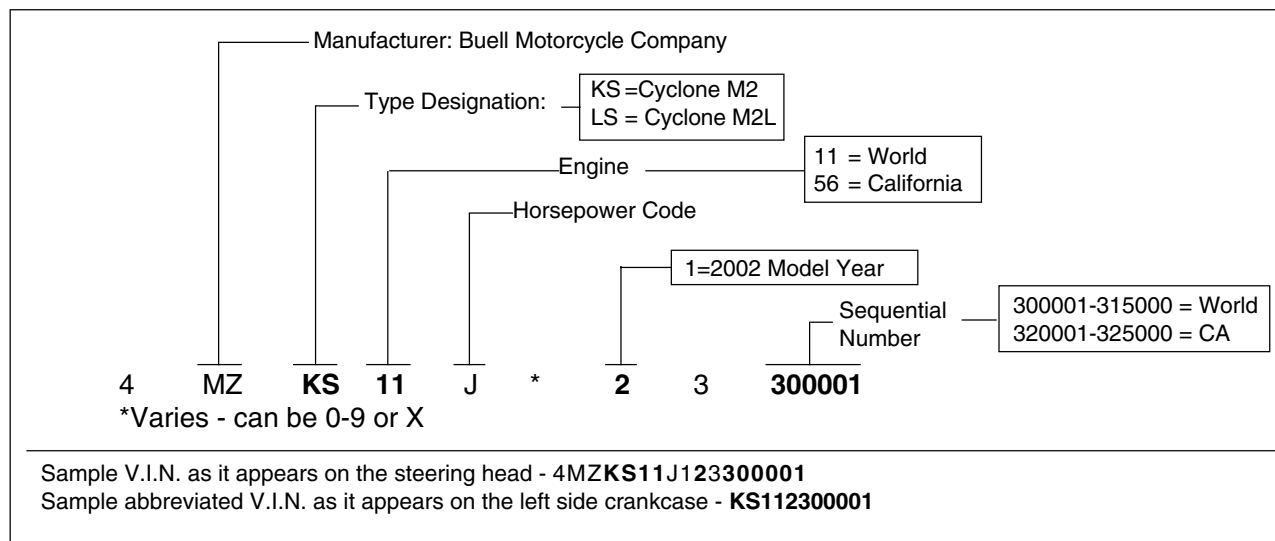 Manufacturer: Buell Motorcycle Company
Type Designation:
KS =Cyclone M2
LS = Cyclone M2L
Engine
11 = World
56 = California
Horsepower Code
1=2002 Model Year
Sequential
Number
300001-315000 = World
320001-325000 = CA
4 MZ KS 11 J * 2 3 300001
*Varies - can be 0-9 or X
Sample V.I.N. as it appears on the steering head - 4MZKS11J123300001
Sample abbreviated V.I.N. as it appears on the left side crankcase - KS112300001